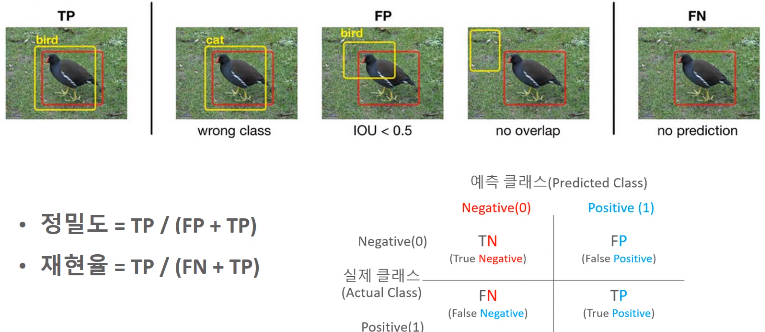 TP
FP
FN
bird
cat
bird
wrong class
IOU < 0.5
no overlap
no prediction
• 정밀도 = TP / (FP + TP)
• 재현율 = TP / (FN + TP)
예측 클래스(Predicted Class)
Negative(0) Positive (1)
Negative(0)
TN FP
(True Negative) (False Positive)
실제 클래스
(Actual Class)
FN TP
(False Negative) (True Positive)
Positive(1)